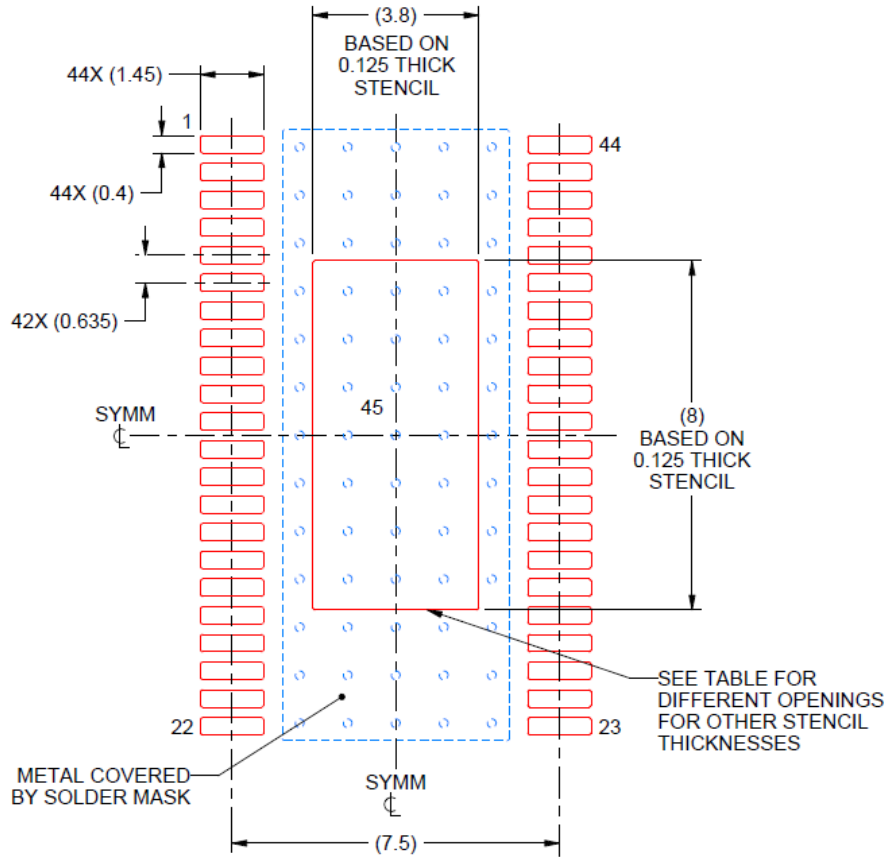 (3.8)
BASED ON
0.125 THICK
STENCIL
44X (1.45)
1
44
44X (0.4)
42X (0.635)
45
SYMM
℄
(8)
BASED ON
0.125 THICK
STENCIL
SEE TABLE FOR
DIFFERENT OPENINGS
FOR OTHER STENCIL
THICKNESSES
22
23
METAL COVERED
BY SOLDER MASK
SYMM
℄
(7.5)